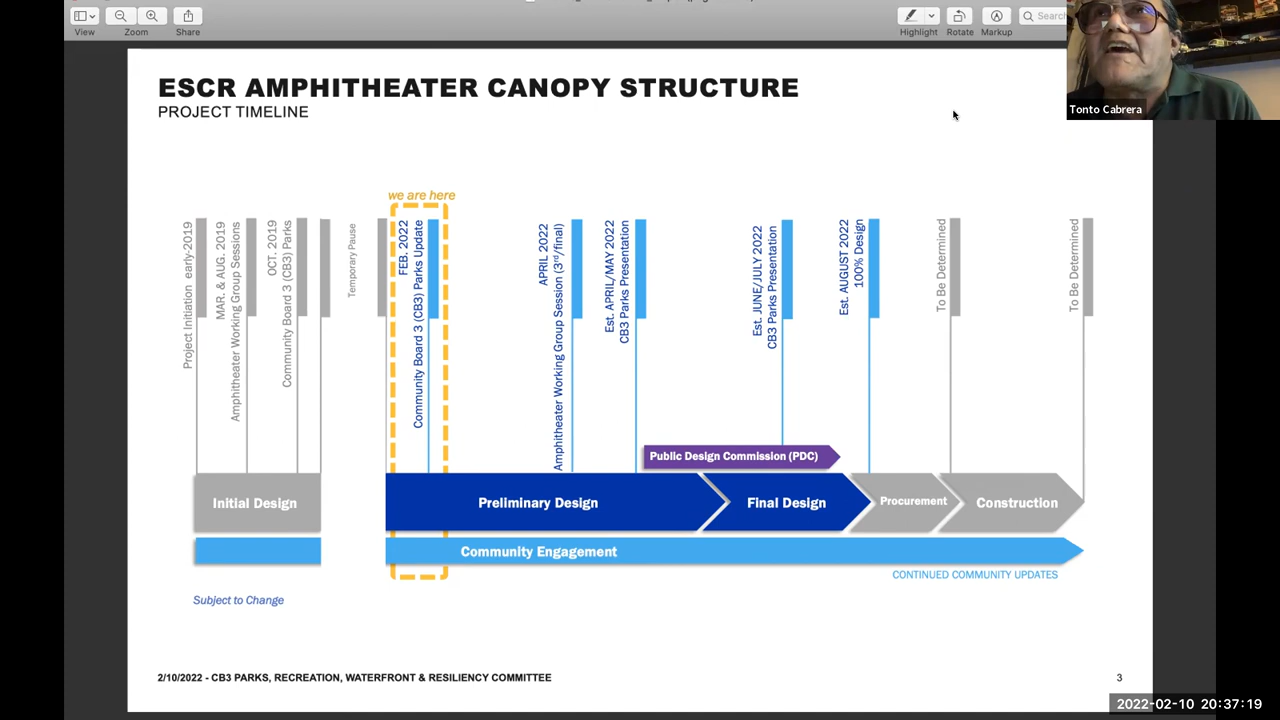 View
Zoom
Share
Highlight
Rotate
Markup
Search
Tonto Cabrera
ESCR AMPHITHEATER CANOPY STRUCTURE
PROJECT TIMELINE
we are here
Project Initiation early-2019
MAR. & AUG. 2019
Amphitheater Working Group Sessions
OCT. 2019
Community Board 3 (CB3) Parks
Temporary Pause
FEB. 2022
Community Board 3 (CB3) Parks Update
APRIL 2022
Amphitheater Working Group Session (3rd/final)
Est. APRIL/MAY 2022
CB3 Parks Presentation
Est. JUNE/JULY 2022
CB3 Parks Presentation
Est. AUGUST 2022
100% Design
To Be Determined
To Be Determined
Public Design Commission (PDC)
Initial Design
Preliminary Design
Final Design
Procurement
Construction
Community Engagement
CONTINUED COMMUNITY UPDATES
Subject to Change
2/10/2022 - CB3 PARKS, RECREATION, WATERFRONT & RESILIENCY COMMITTEE
3
2022-02-10 20:37:19